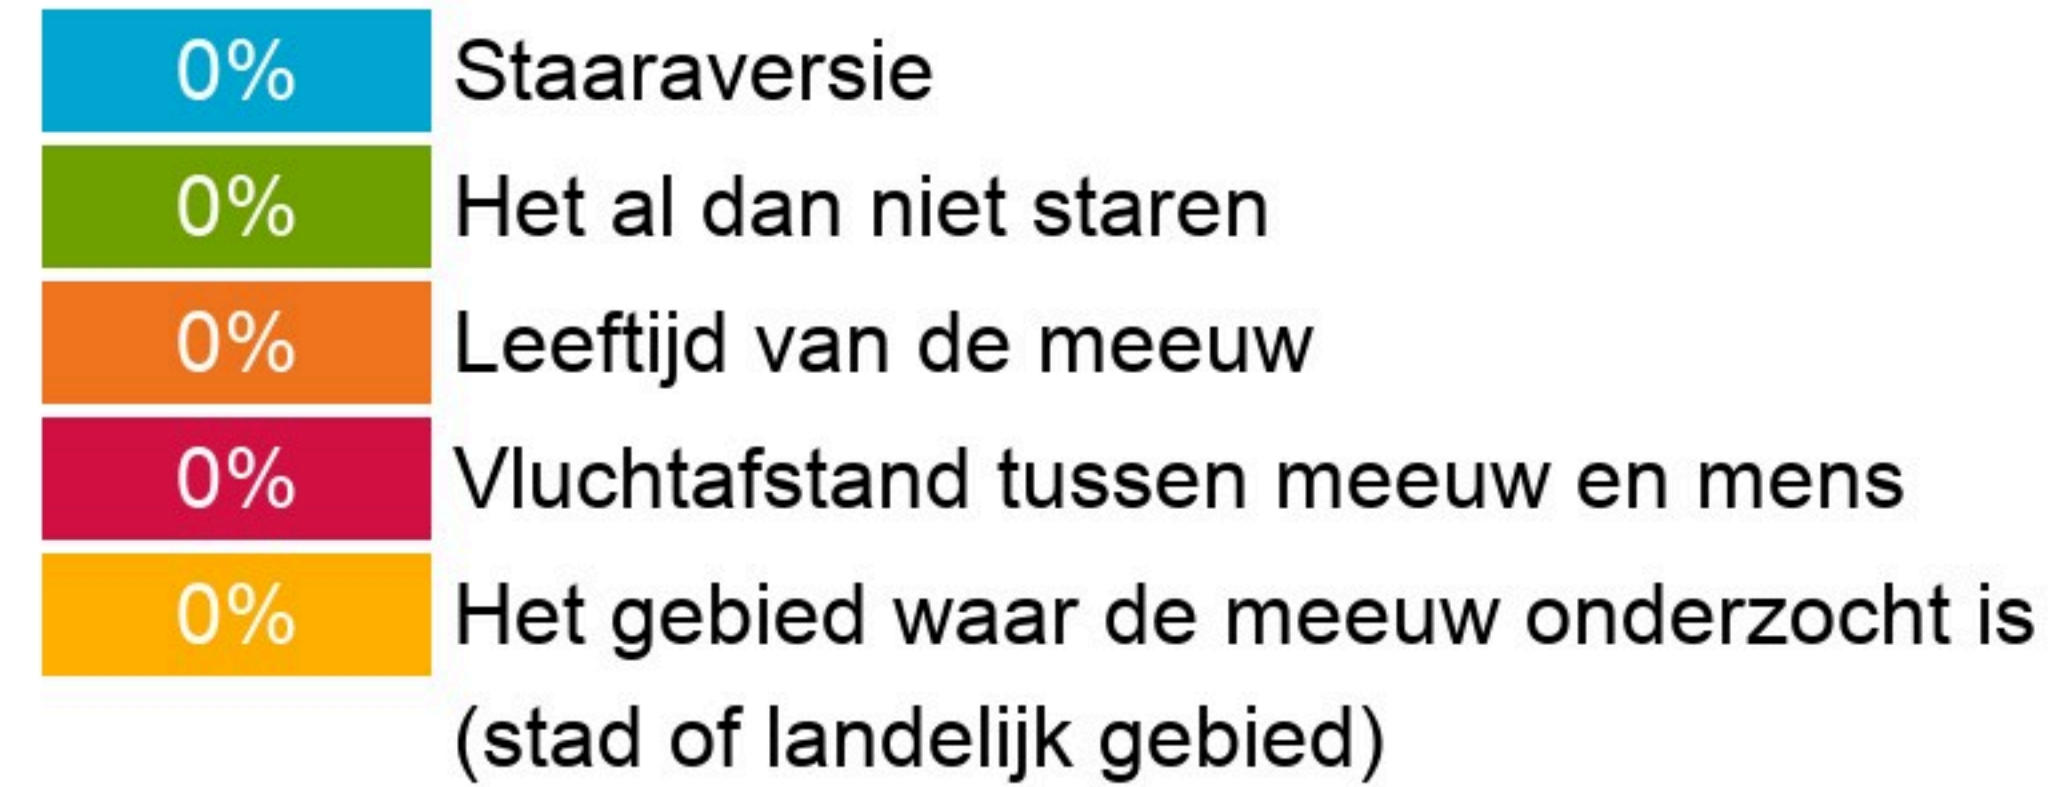 0% Staaraversie
0% Het al dan niet staren
0% Leeftijd van de meeuw
0% Vluchtafstand tussen meeuw en mens
0% Het gebied waar de meeuw onderzocht is
(stad of landelijk gebied)